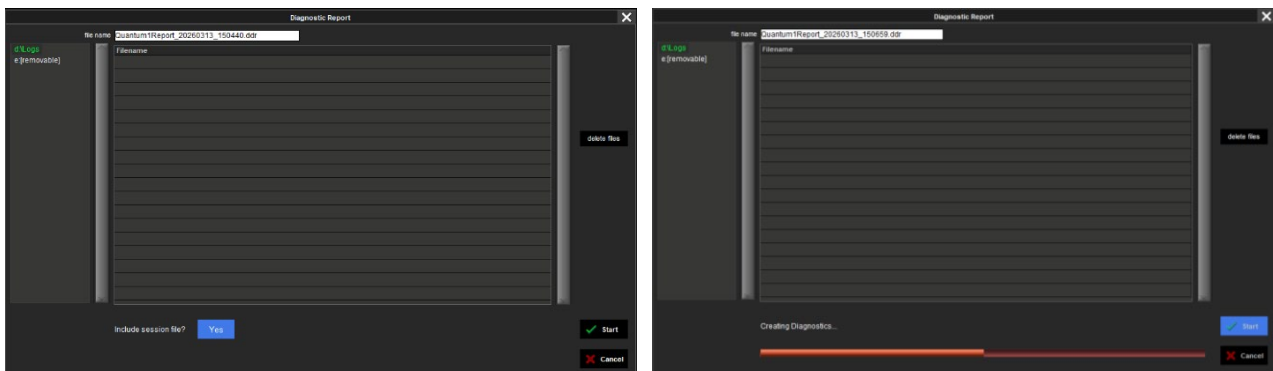 Diagnostic Report
file name Quantum1Report_20260313_150440.ddr
d:\Logs
e:[removable]
Filename
delete files
Include session file? Yes
Start
Cancel
Diagnostic Report
file name Quantum1Report_20260313_150659.ddr
d:\Logs
e:[removable]
Filename
delete files
Creating Diagnostics...
Start
Cancel